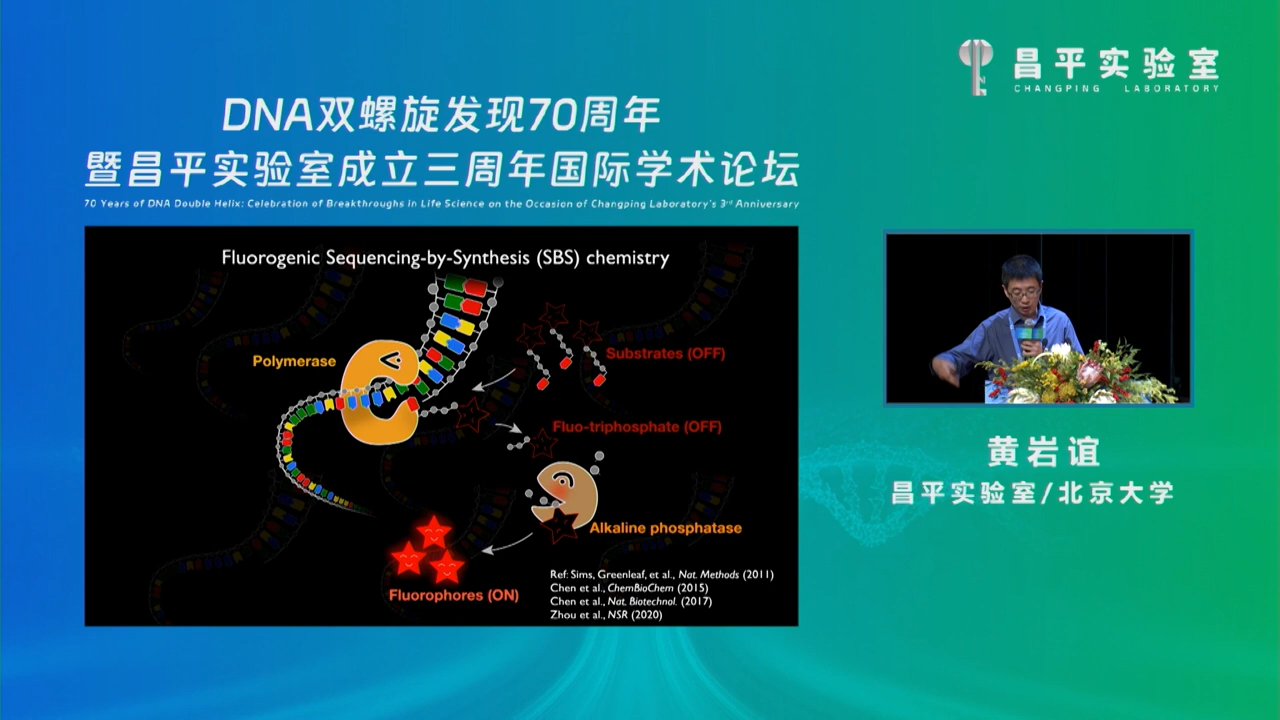 昌平实验室
CHANGPING LABORATORY
DNA双螺旋发现70周年
暨昌平实验室成立三周年国际学术论坛
70 Years of DNA Double Helix: Celebration of Breakthroughs in Life Science on the Occasion of Changping Laboratory's 3rd Anniversary
Fluorogenic Sequencing-by-Synthesis (SBS) chemistry
Polymerase
Substrates (OFF)
Fluo-triphosphate (OFF)
Alkaline phosphatase
Fluorophores (ON)
Ref: Sims, Greenleaf, et al., Nat. Methods (2011)
Chen et al., ChemBioChem (2015)
Chen et al., Nat. Biotechnol. (2017)
Zhou et al., NSR (2020)
黄岩谊
昌平实验室/北京大学